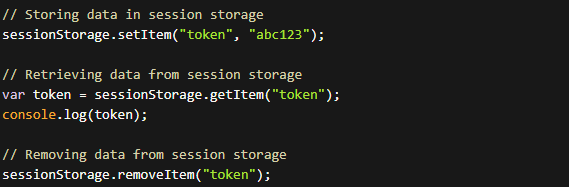 // Storing data in session storage
sessionStorage.setItem("token", "abc123");
// Retrieving data from session storage
var token = sessionStorage.getItem("token");
console.log(token);
// Removing data from session storage
sessionStorage.removeItem("token");